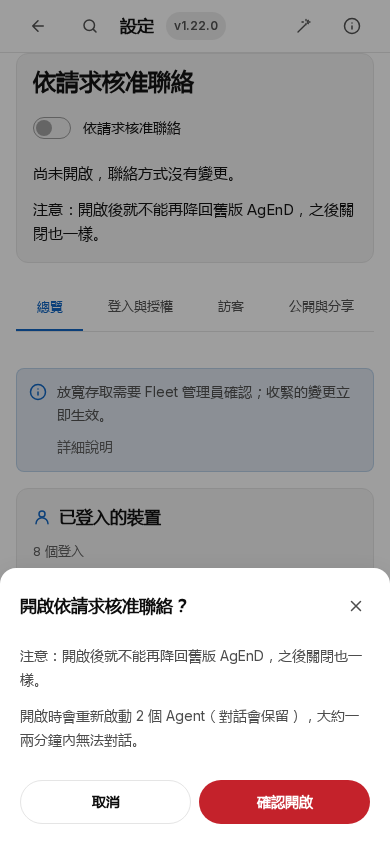 設定 v1.22.0
依請求核准聯絡
依請求核准聯絡
尚未開啟，聯絡方式沒有變更。
注意：開啟後就不能再降回舊版 AgEnD，之後關
閉也一樣。
總覽 登入與授權 訪客 公開與分享
放寬存取需要 Fleet 管理員確認；收緊的變更立
即生效。
詳細說明
已登入的裝置
8 個登入
開啟依請求核准聯絡？
注意：開啟後就不能再降回舊版 AgEnD，之後關閉也一
樣。
開啟時會重新啟動 2 個 Agent（對話會保留），大約一
兩分鐘內無法對話。
取消 確認開啟